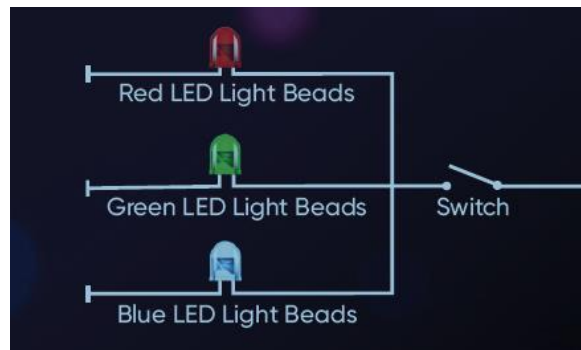 Red LED Light Beads
Green LED Light Beads
Switch
Blue LED Light Beads